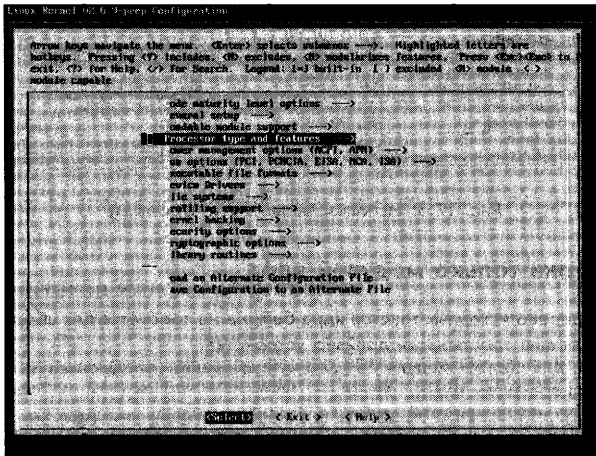 Linux Kernel v2.6.9-prep Configuration
Linux Kernel Configuration
Arrow keys navigate the menu. <Enter> selects submenus --->. Highlighted letters are
hotkeys. Pressing <Y> includes, <N> excludes, <M> modularizes features. Press <Esc><Esc> to
exit, <?> for Help, </> for Search. Legend: [*] built-in [ ] excluded <M> module < >
module capable
ode maturity level options --->
eneral setup --->
oadable module support --->
Processor type and features --->
ower management options (ACPI, APM) --->
us options (PCI, PCMCIA, EISA, MCA, ISA) --->
xecutable file formats --->
evice Drivers --->
ile systems --->
rofiling support --->
ernel hacking --->
ecurity options --->
ryptographic options --->
ibrary routines --->
---
oad an Alternate Configuration File
ave Configuration to an Alternate File
<Select> < Exit > < Help >